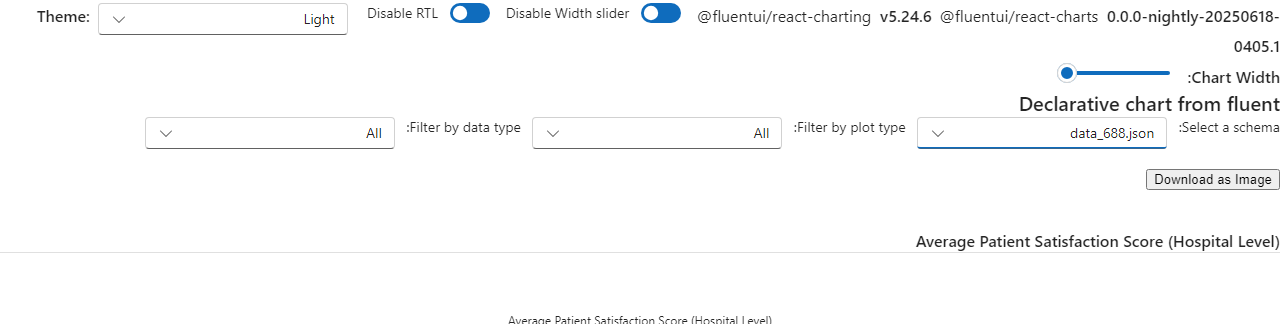 Theme: Light Disable RTL Disable Width slider @fluentui/react-charting v5.24.6 @fluentui/react-charts 0.0.0-nightly-20250618-
0405.1
:Chart Width
Declarative chart from fluent
:Select a schema data_688.json :Filter by plot type All :Filter by data type All
Download as Image
Average Patient Satisfaction Score (Hospital Level)
Average Patient Satisfaction Score (Hospital Level)